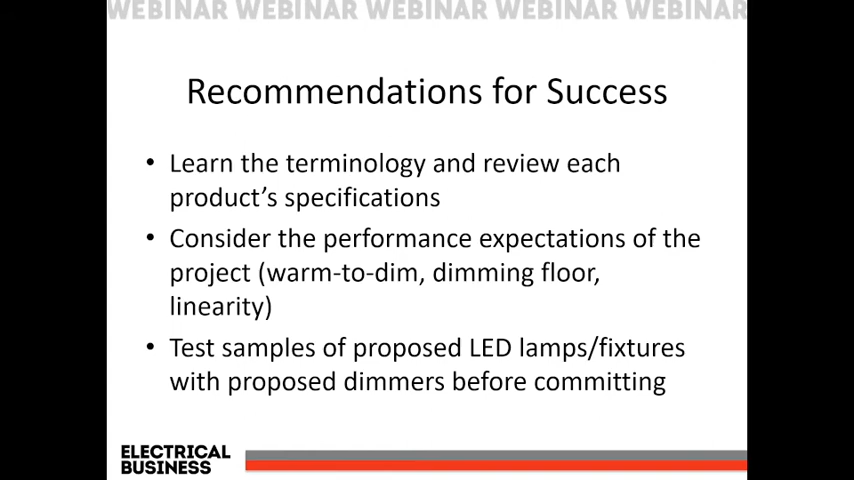 WEBINAR WEBINAR WEBINAR WEBINAR WEBINAR
Recommendations for Success
• Learn the terminology and review each
product's specifications
• Consider the performance expectations of the
project (warm-to-dim, dimming floor,
linearity)
• Test samples of proposed LED lamps/fixtures
with proposed dimmers before committing
ELECTRICAL
BUSINESS